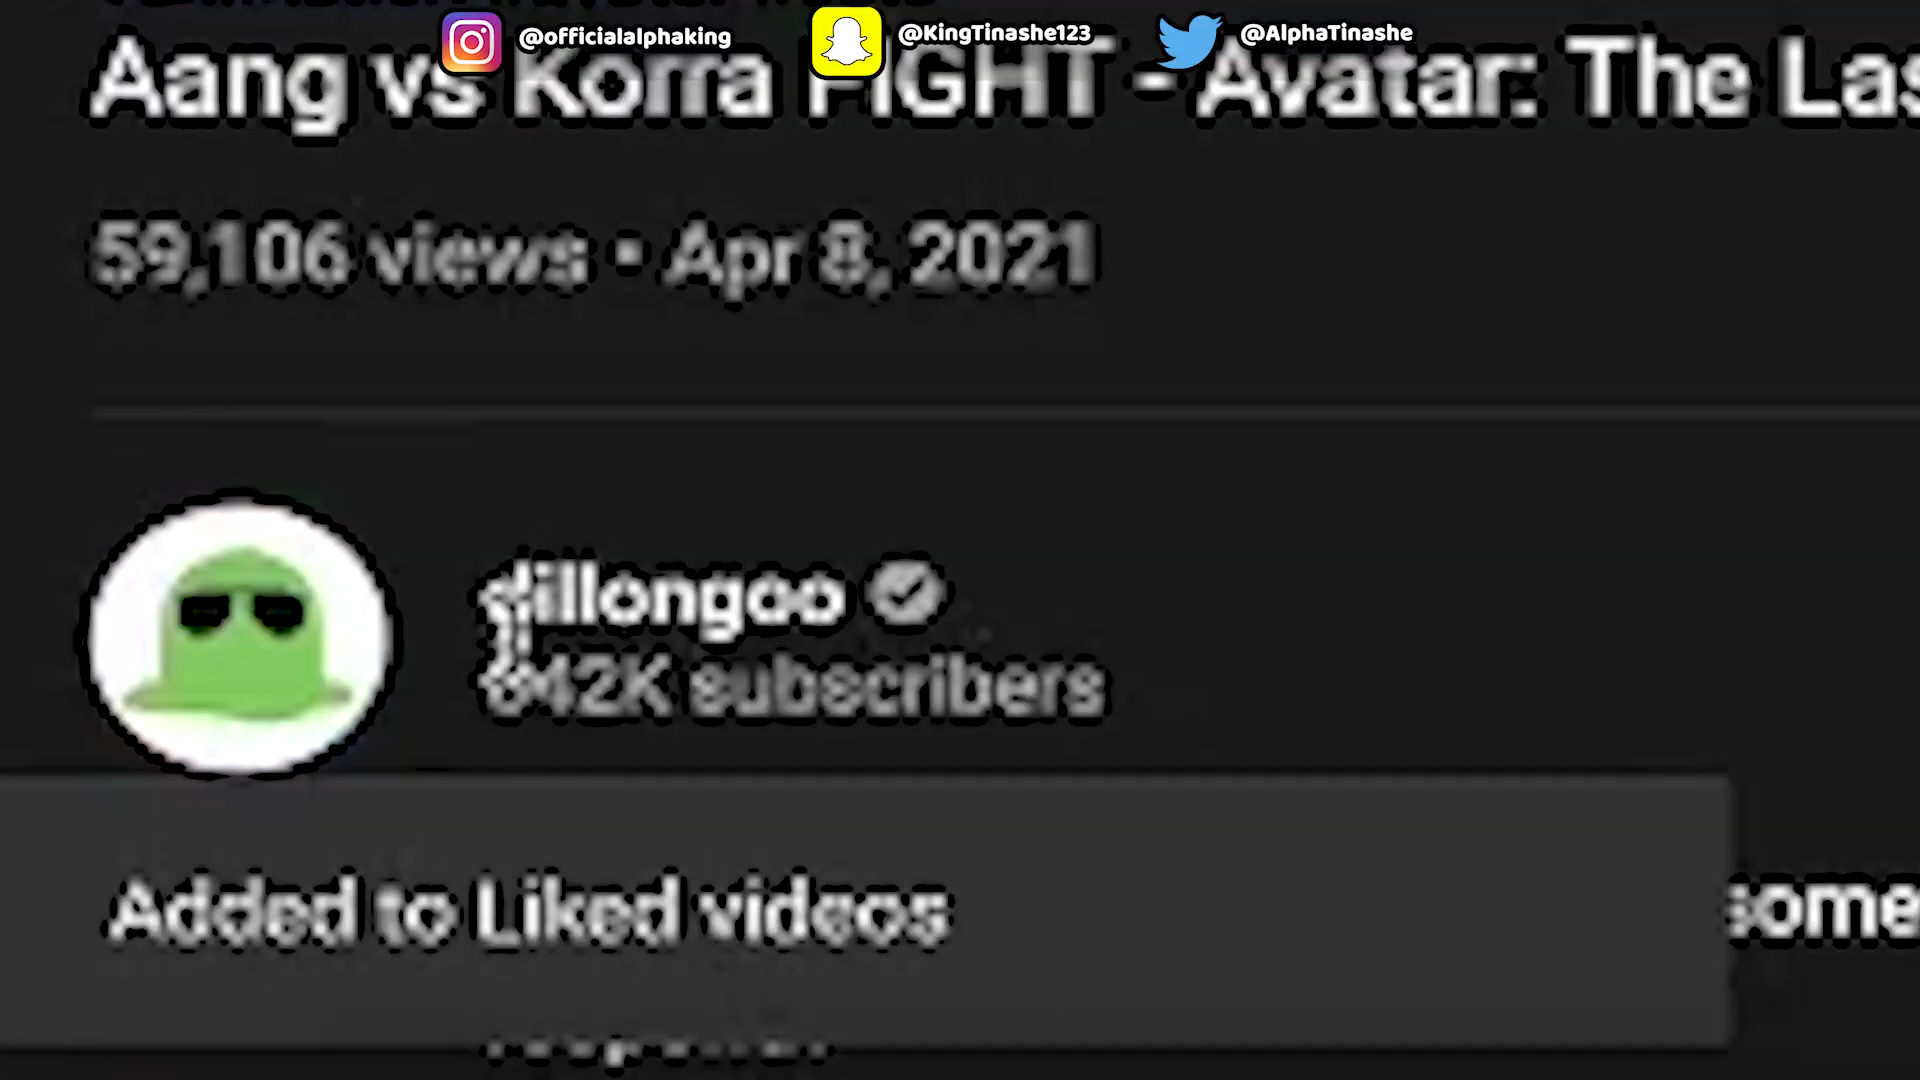 @officialalphaking @KingTinashe123 @AlphaTinashe
Aang vs Korra FIGHT - Avatar: The Las
59,106 views • Apr 8, 2021
dillongoo
642K subscribers
Added to Liked videos
some